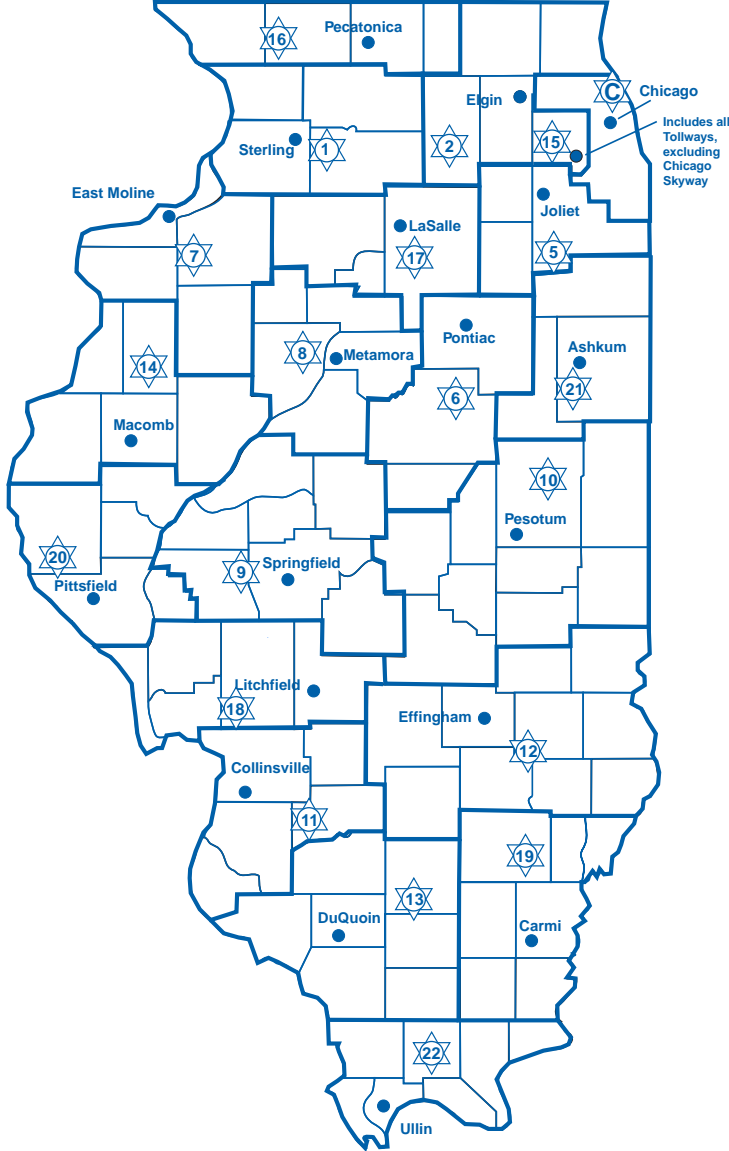 Pecatonica
16
C
Chicago
Elgin
Includes all
Tollways,
excluding
Chicago
Skyway
Sterling
1
2
15
East Moline
Joliet
LaSalle
7
17
5
Pontiac
8
Metamora
Ashkum
14
21
6
Macomb
10
Pesotum
20
9
Springfield
Pittsfield
Litchfield
18
Effingham
12
Collinsville
11
19
13
DuQuoin
Carmi
22
Ullin